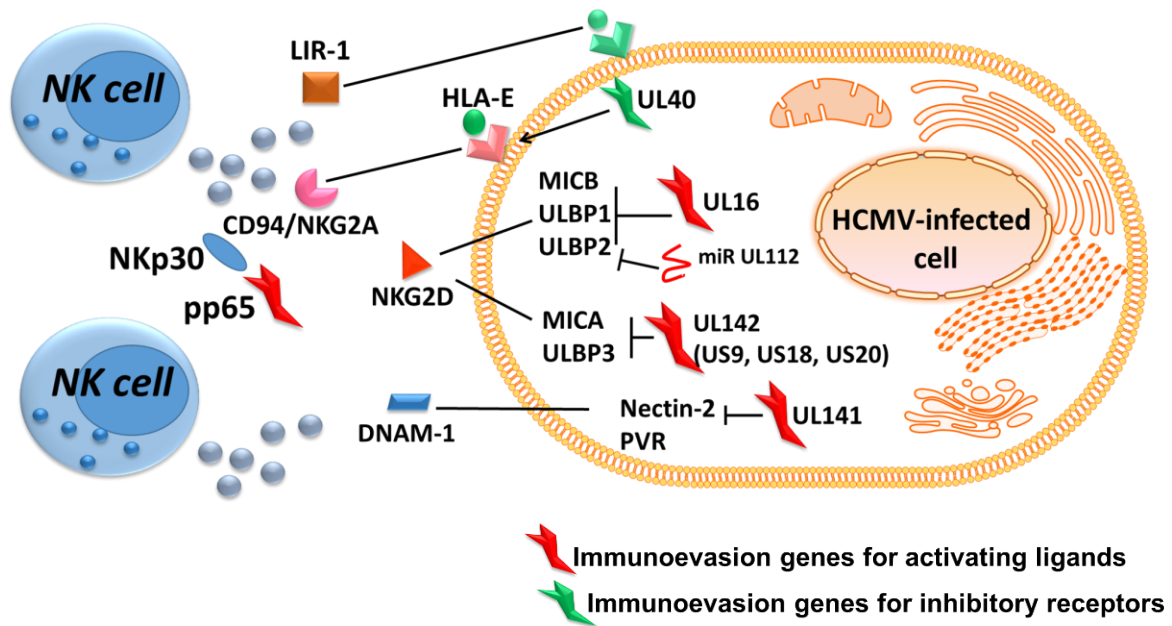 NK cell
LIR-1
HLA-E
UL40
CD94/NKG2A
MICB
ULBP1
ULBP2
UL16
miR UL112
HCMV-infected
cell
NKp30
pp65
NKG2D
MICA
ULBP3
UL142
(US9, US18, US20)
NK cell
DNAM-1
Nectin-2
PVR
UL141
Immunoevasion genes for activating ligands
Immunoevasion genes for inhibitory receptors